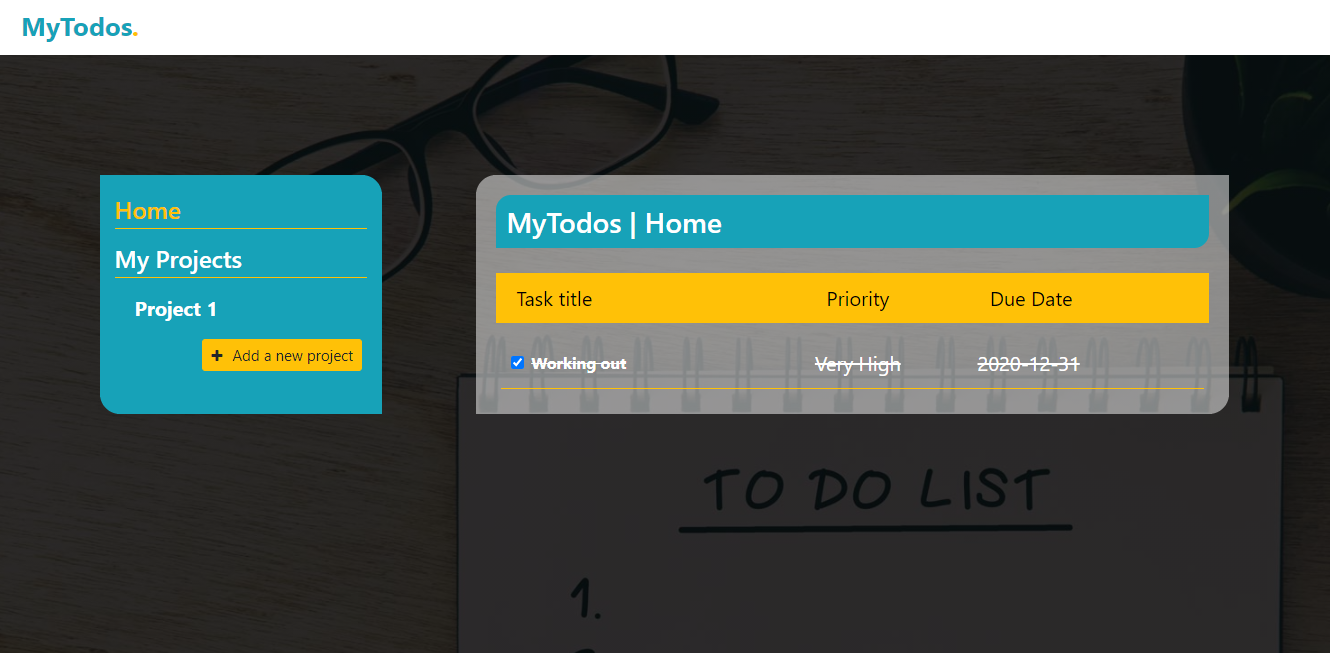 MyTodos.
Home
My Projects
Project 1
Add a new project
MyTodos | Home
Task title Priority Due Date
Working out Very High 2020-12-31
TO DO LIST
1.